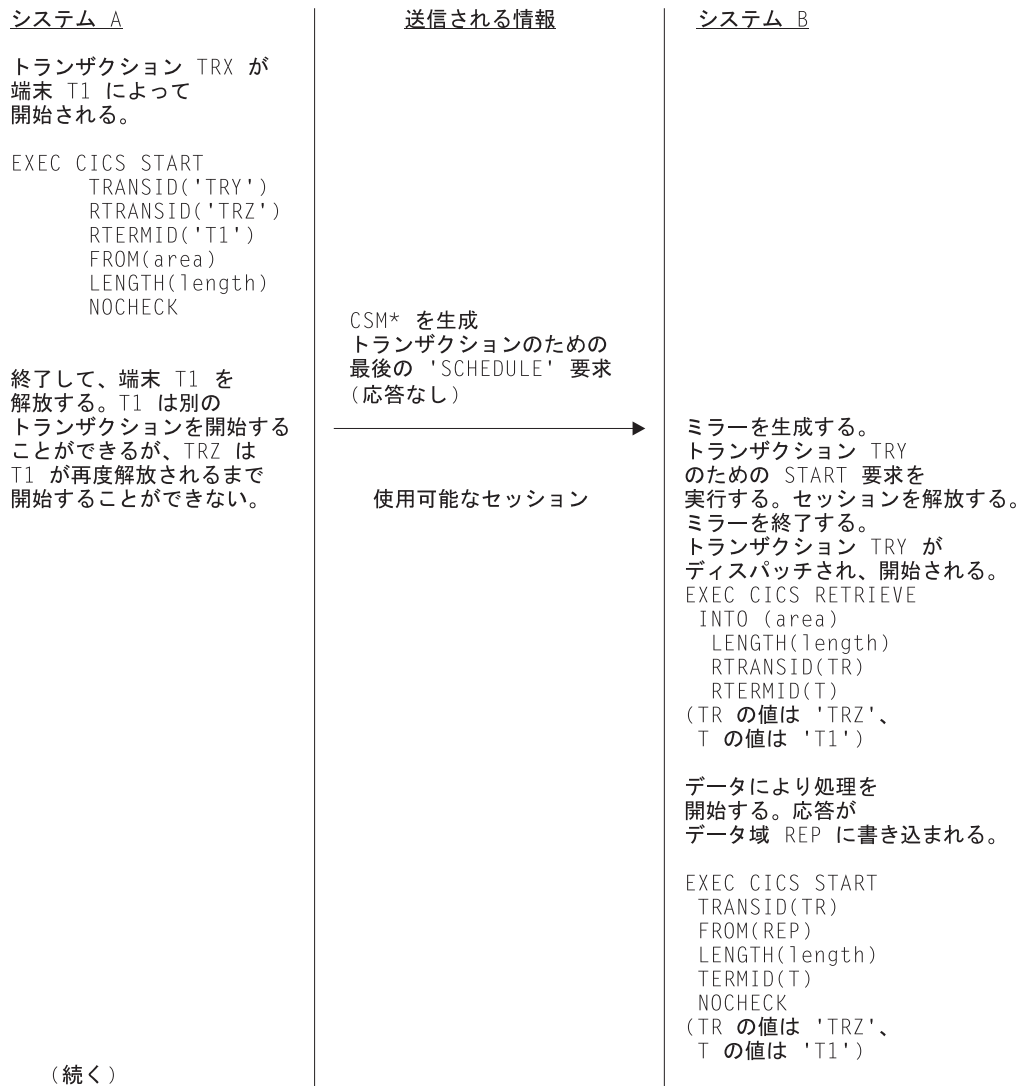 システム A
トランザクション TRX が
端末 T1 によって
開始される。
EXEC CICS START
TRANSID('TRY')
RTRANSID('TRZ')
RTERMID('T1')
FROM(area)
LENGTH(length)
NOCHECK
終了して、端末 T1 を
解放する。T1 は別の
トランザクションを開始する
ことができるが、TRZ は
T1 が再度解放されるまで
開始することができない。
(続く)
送信される情報
CSM* を生成
トランザクションのための
最後の 'SCHEDULE' 要求
(応答なし)
使用可能なセッション
システム B
ミラーを生成する。
トランザクション TRY
のための START 要求を
実行する。セッションを解放する。
ミラーを終了する。
トランザクション TRY が
ディスパッチされ、開始される。
EXEC CICS RETRIEVE
INTO (area)
LENGTH(length)
RTRANSID(TR)
RTERMID(T)
(TR の値は 'TRZ'、
T の値は 'T1')
データにより処理を
開始する。応答が
データ域 REP に書き込まれる。
EXEC CICS START
TRANSID(TR)
FROM(REP)
LENGTH(length)
TERMID(T)
NOCHECK
(TR の値は 'TRZ'、
T の値は 'T1')